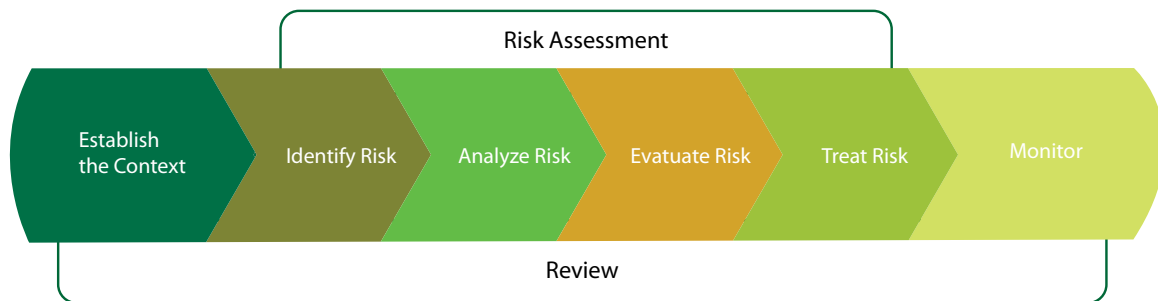 Risk Assessment
Establish
the Context
Identify Risk
Analyze Risk
Evatuate Risk
Treat Risk
Monitor
Review